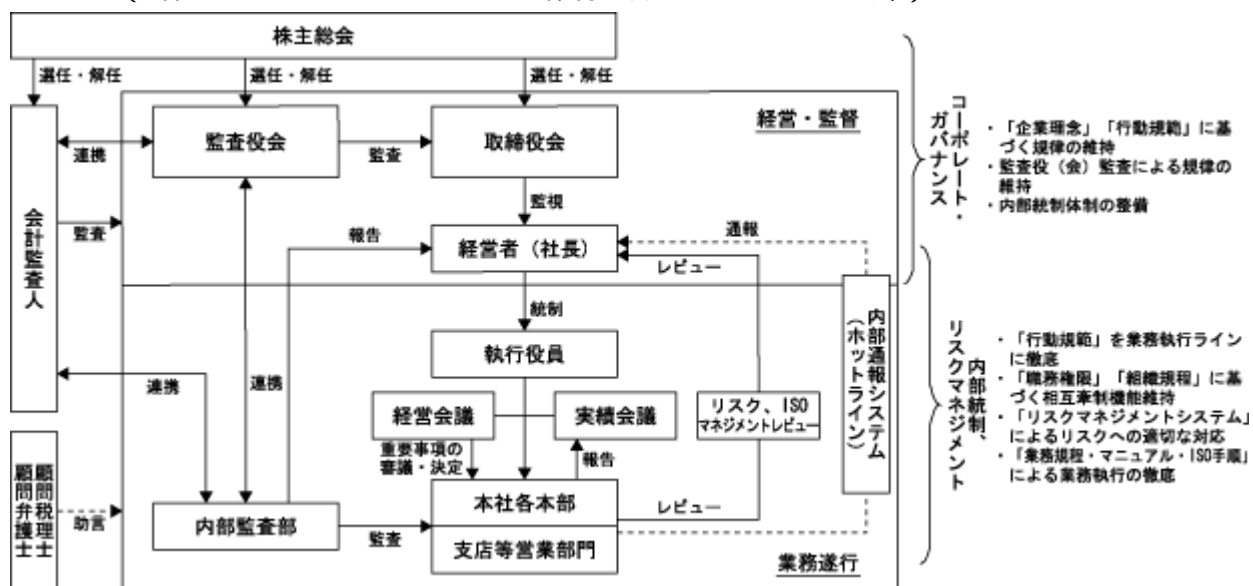 株主総会
選任・解任
選任・解任
選任・解任
監査役会
取締役会
経営・監督
連携
監査
監視
会計監査人
監査
報告
経営者（社長）
通報
レビュー
統制
執行役員
内部通報システム
（ホットライン）
連携
連携
経営会議
実績会議
リスク、ISO
マネジメントレビュー
重要事項の
審議・決定
報告
顧問税理士
顧問弁護士
助言
内部監査部
監査
本社各本部
支店等営業部門
レビュー
業務遂行
コーポレート・
ガバナンス
・「企業理念」「行動規範」に基
づく規律の維持
・監査役（会）監査による規律の
維持
・内部統制体制の整備
内部統制、
リスクマネジメント
・「行動規範」を業務執行ライン
に徹底
・「職務権限」「組織規程」に基
づく相互牽制機能維持
・「リスクマネジメントシステム」
によるリスクへの適切な対応
・「業務規程・マニュアル・ISO手順」
による業務執行の徹底